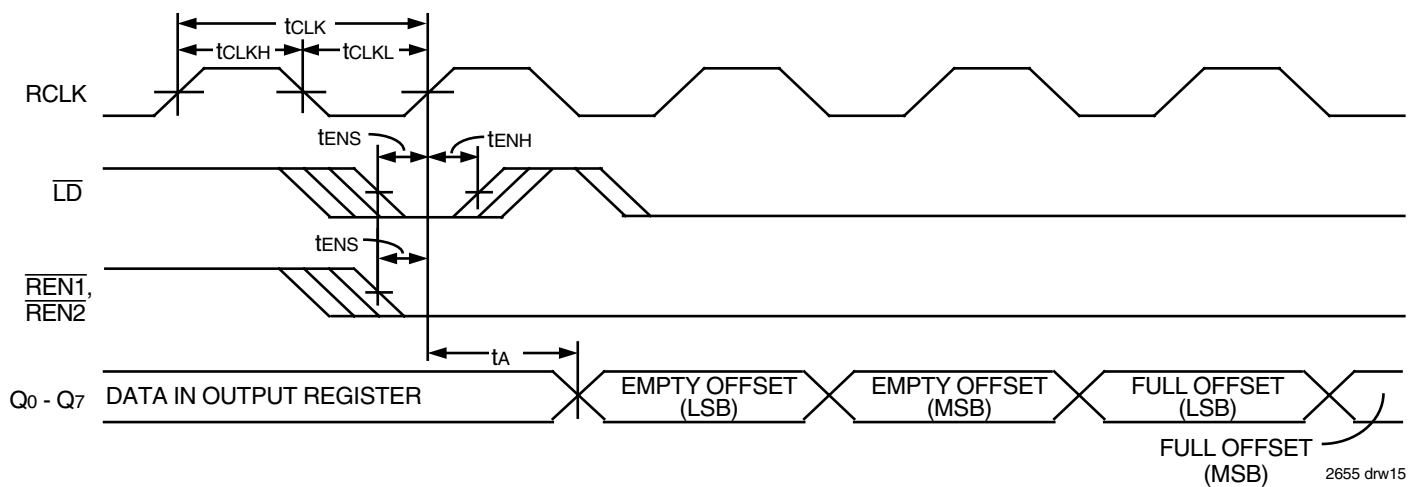 tCLK
tCLKH
tCLKL
RCLK
tENS
tENH
LD
tENS
REN1,
REN2
tA
Q0 - Q7
DATA IN OUTPUT REGISTER
EMPTY OFFSET
(LSB)
EMPTY OFFSET
(MSB)
FULL OFFSET
(LSB)
FULL OFFSET
(MSB)
2655 drw15